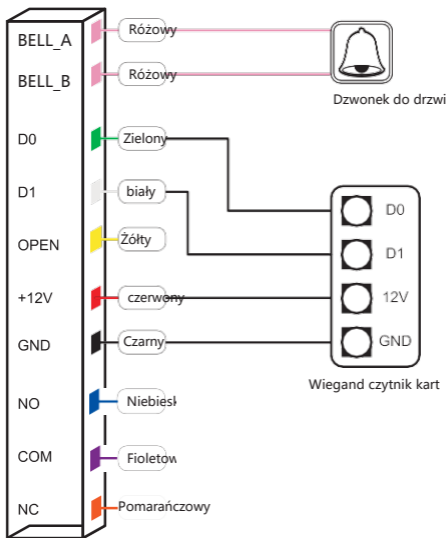 BELL_A Różowy
BELL_B Różowy
Dzwonek do drzwi
D0 Zielony
D1 biały
D0
OPEN Żółty
D1
+12V czerwony
12V
GND Czarny
GND
Wiegand czytnik kart
NO Niebiesk
COM Fioletow
NC Pomarańczowy